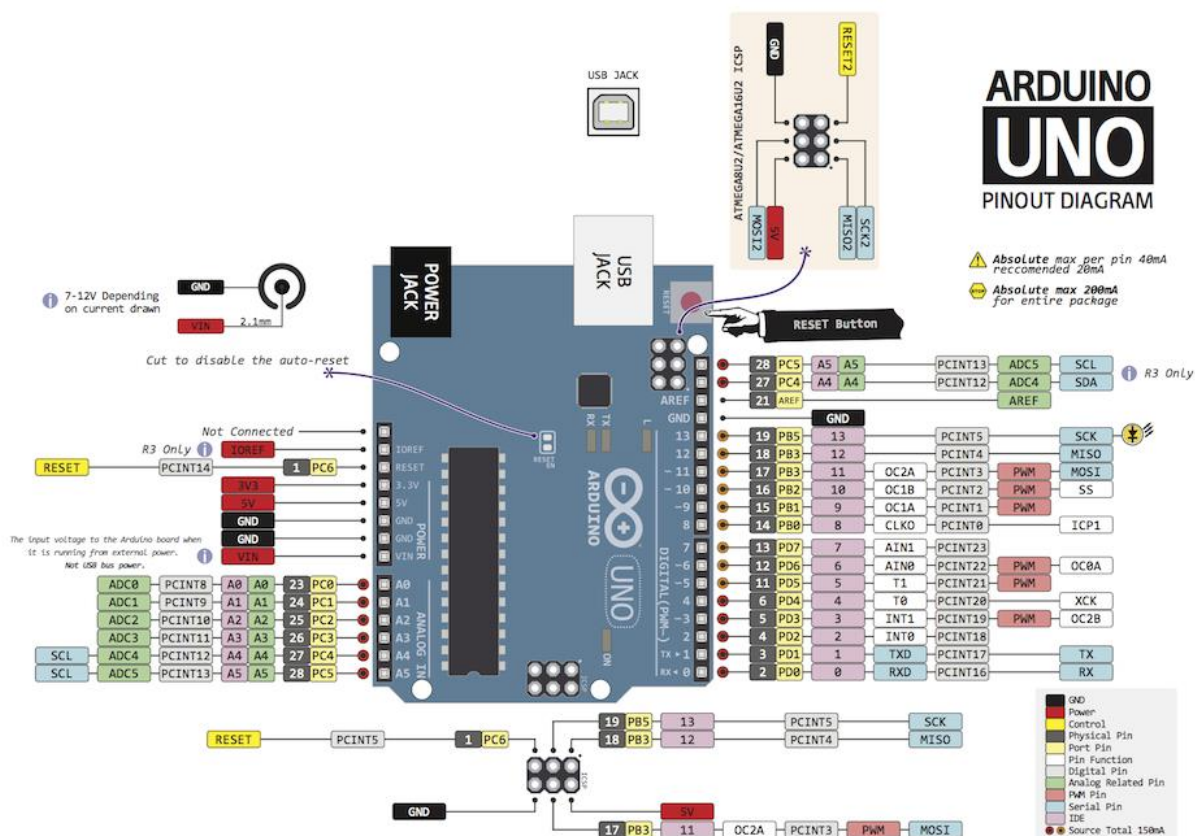 ARDUINO
UNO
PINOUT DIAGRAM
USB JACK
ATMEGA8U2/ATMEGA16U2 ICSP
GND
RESET2
MOSI2
5V
MISO2
SCK2
Absolute max per pin 40mA
reccomended 20mA
Absolute max 200mA
for entire package
POWER
JACK
USB
JACK
RESET
RESET Button
7-12V Depending
on current drawn
GND
VIN
2.1mm
Cut to disable the auto-reset
Not Connected
R3 Only IOREF
RESET PCINT14 1 PC6
3V3
5V
GND
GND
VIN
The input voltage to the Arduino board when
it is running from external power.
Not USB bus power.
ADC0 PCINT8 A0 A0 23 PC0
ADC1 PCINT9 A1 A1 24 PC1
ADC2 PCINT10 A2 A2 25 PC2
ADC3 PCINT11 A3 A3 26 PC3
SCL ADC4 PCINT12 A4 A4 27 PC4
SCL ADC5 PCINT13 A5 A5 28 PC5
IOREF
RESET
3.3V
5V
GND
GND
VIN
POWER
A0
A1
A2
A3
A4
A5
ANALOG IN
RESET
EN
RX
TX
L
ARDUINO
UNO
ON
ICSP
AREF
GND
13
12
~11
~10
~9
8
7
~6
~5
4
~3
2
TX ▸ 1
RX ◂ 0
DIGITAL(PWM~)
28 PC5 A5 A5 PCINT13 ADC5 SCL R3 Only
27 PC4 A4 A4 PCINT12 ADC4 SDA
21 AREF AREF
GND
19 PB5 13 PCINT5 SCK
18 PB3 12 PCINT4 MISO
17 PB3 11 OC2A PCINT3 PWM MOSI
16 PB2 10 OC1B PCINT2 PWM SS
15 PB1 9 OC1A PCINT1 PWM
14 PB0 8 CLKO PCINT0 ICP1
13 PD7 7 AIN1 PCINT23
12 PD6 6 AIN0 PCINT22 PWM OC0A
11 PD5 5 T1 PCINT21 PWM
6 PD4 4 T0 PCINT20 XCK
5 PD3 3 INT1 PCINT19 PWM OC2B
4 PD2 2 INT0 PCINT18
3 PD1 1 TXD PCINT17 TX
2 PD0 0 RXD PCINT16 RX
19 PB5 13 PCINT5 SCK
RESET PCINT5 1 PC6 18 PB3 12 PCINT4 MISO
ICSP
GND 5V
17 PB3 11 OC2A PCINT3 PWM MOSI
GND
Power
Control
Physical Pin
Port Pin
Pin Function
Digital Pin
Analog Related Pin
PWM Pin
Serial Pin
IDE
Source Total 150mA